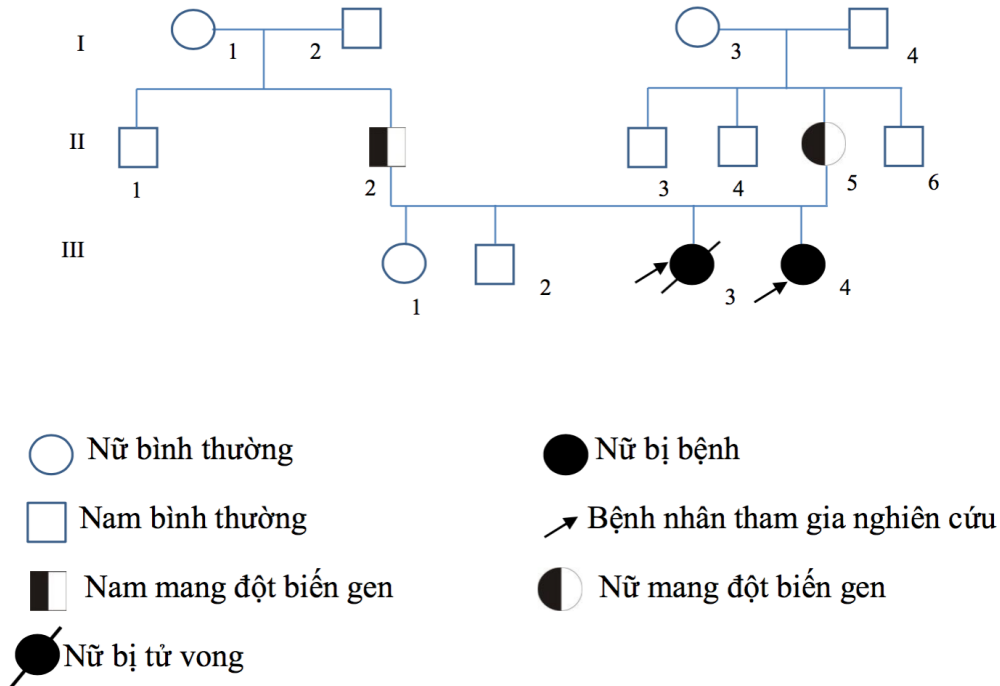 I
1
2
3
4
II
1
2
3
4
5
6
III
1
2
3
4
Nữ bình thường
Nữ bị bệnh
Nam bình thường
Bệnh nhân tham gia nghiên cứu
Nam mang đột biến gen
Nữ mang đột biến gen
Nữ bị tử vong